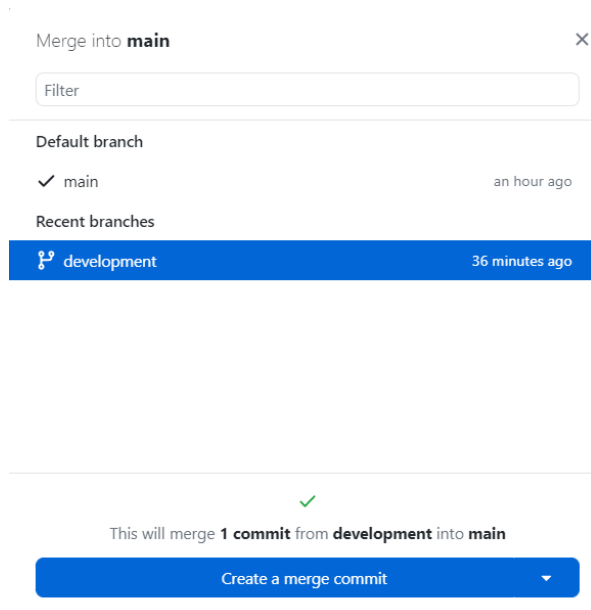 Merge into main
Filter
Default branch
main an hour ago
Recent branches
development 36 minutes ago
This will merge 1 commit from development into main
Create a merge commit